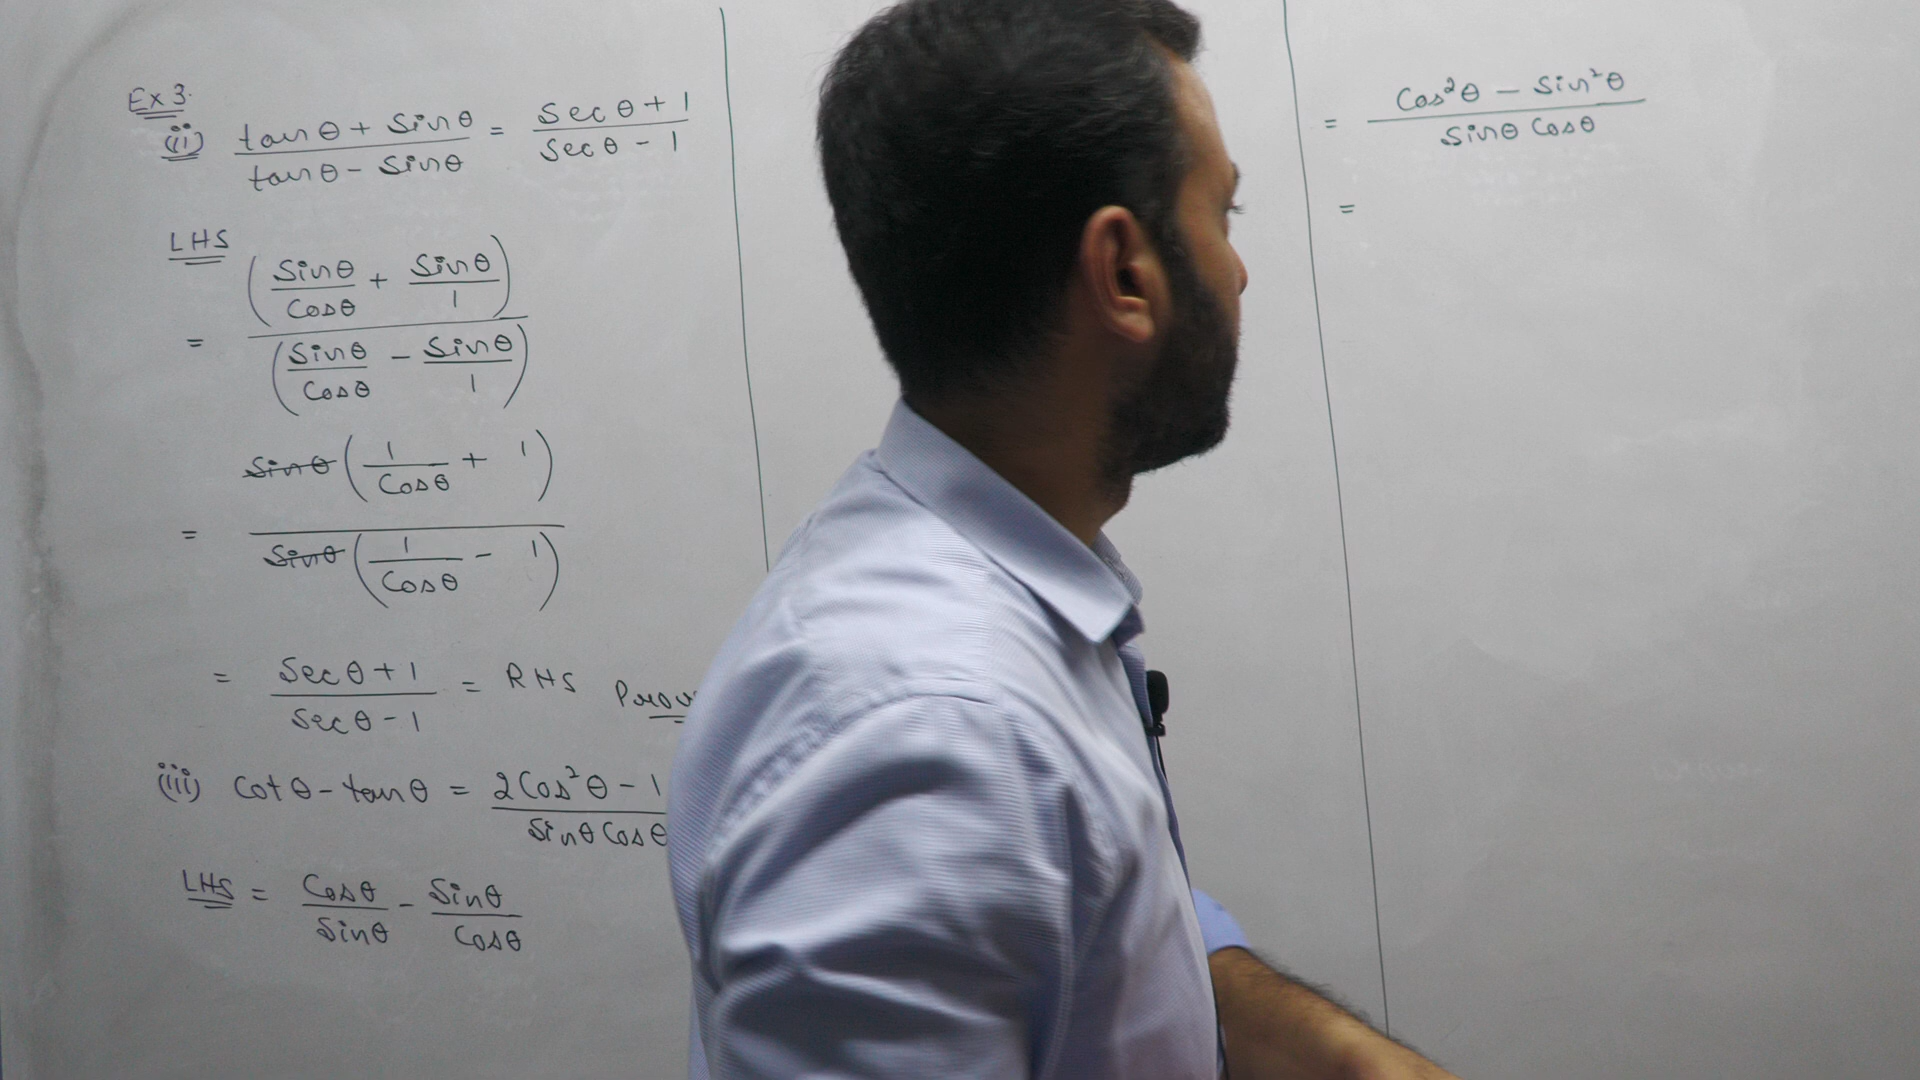 Ex 3.
(ii) tanθ + sinθ / tanθ - sinθ = secθ + 1 / secθ - 1
LHS
= (sinθ / cosθ + sinθ / 1) / (sinθ / cosθ - sinθ / 1)
= sinθ (1 / cosθ + 1) / sinθ (1 / cosθ - 1)
= secθ + 1 / secθ - 1 = RHS
(iii) cotθ - tanθ = 2cos²θ - 1 / sinθ cosθ
LHS = cosθ / sinθ - sinθ / cosθ
= cos²θ - sin²θ / sinθ cosθ
=